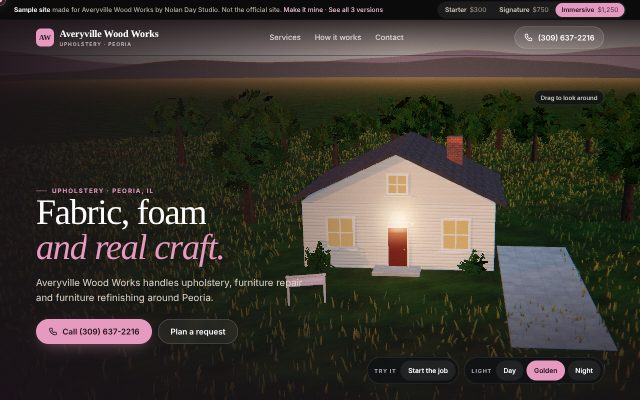 Sample site made for Averyville Wood Works by Nolan Day Studio. Not the official site. Make it mine · See all 3 versions
Starter $300 Signature $750 Immersive $1,250
AW Averyville Wood Works
UPHOLSTERY · PEORIA
Services How it works Contact
(309) 637-2216
Drag to look around
UPHOLSTERY · PEORIA, IL
Fabric, foam
and real craft.
Averyville Wood Works handles upholstery, furniture repair
and furniture refinishing around Peoria.
Call (309) 637-2216 Plan a request
TRY IT Start the job LIGHT Day Golden Night